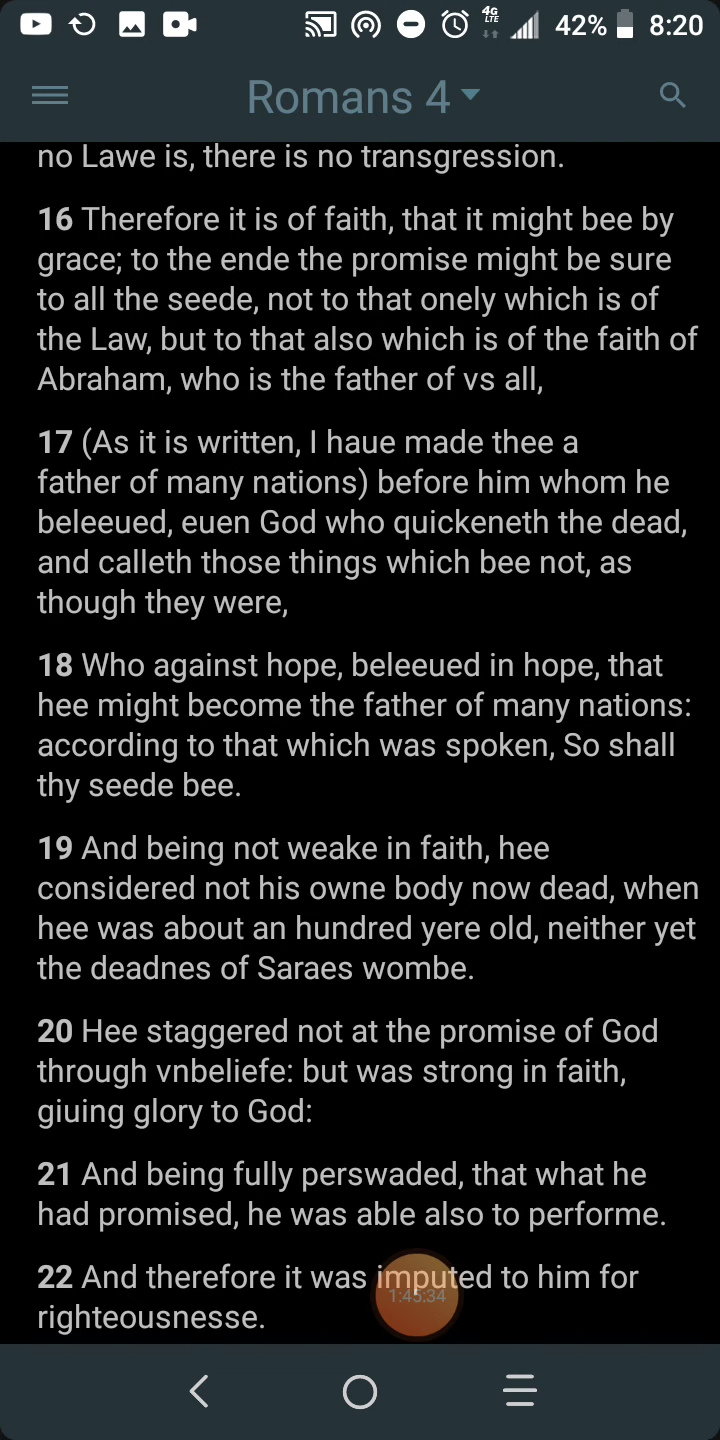 4G
LTE
42%
8:20
Romans 4
no Lawe is, there is no transgression.
16 Therefore it is of faith, that it might bee by
grace; to the ende the promise might be sure
to all the seede, not to that onely which is of
the Law, but to that also which is of the faith of
Abraham, who is the father of vs all,
17 (As it is written, I haue made thee a
father of many nations) before him whom he
beleeued, euen God who quickeneth the dead,
and calleth those things which bee not, as
though they were,
18 Who against hope, beleeued in hope, that
hee might become the father of many nations:
according to that which was spoken, So shall
thy seede bee.
19 And being not weake in faith, hee
considered not his owne body now dead, when
hee was about an hundred yere old, neither yet
the deadnes of Saraes wombe.
20 Hee staggered not at the promise of God
through vnbeliefe: but was strong in faith,
giuing glory to God:
21 And being fully perswaded, that what he
had promised, he was able also to performe.
22 And therefore it was imputed to him for
righteousnesse.
1:45:34